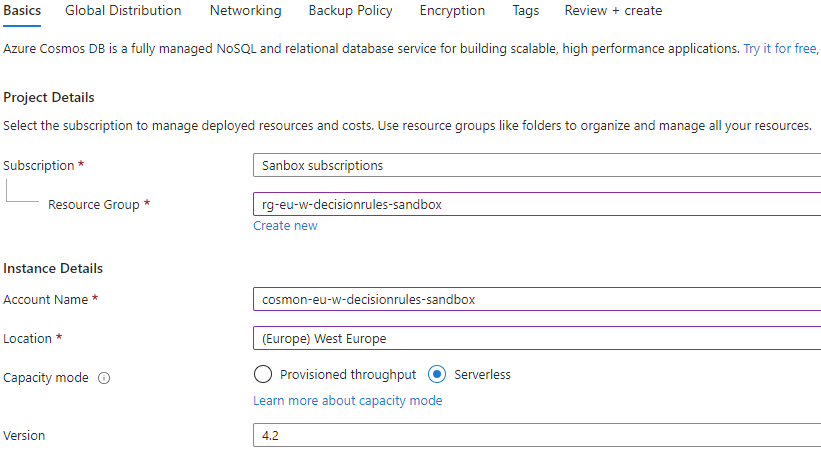 Basics Global Distribution Networking Backup Policy Encryption Tags Review + create
Azure Cosmos DB is a fully managed NoSQL and relational database service for building scalable, high performance applications. Try it for free,
Project Details
Select the subscription to manage deployed resources and costs. Use resource groups like folders to organize and manage all your resources.
Subscription * Sanbox subscriptions
Resource Group * rg-eu-w-decisionrules-sandbox
Create new
Instance Details
Account Name * cosmon-eu-w-decisionrules-sandbox
Location * (Europe) West Europe
Capacity mode Provisioned throughput Serverless
Learn more about capacity mode
Version 4.2